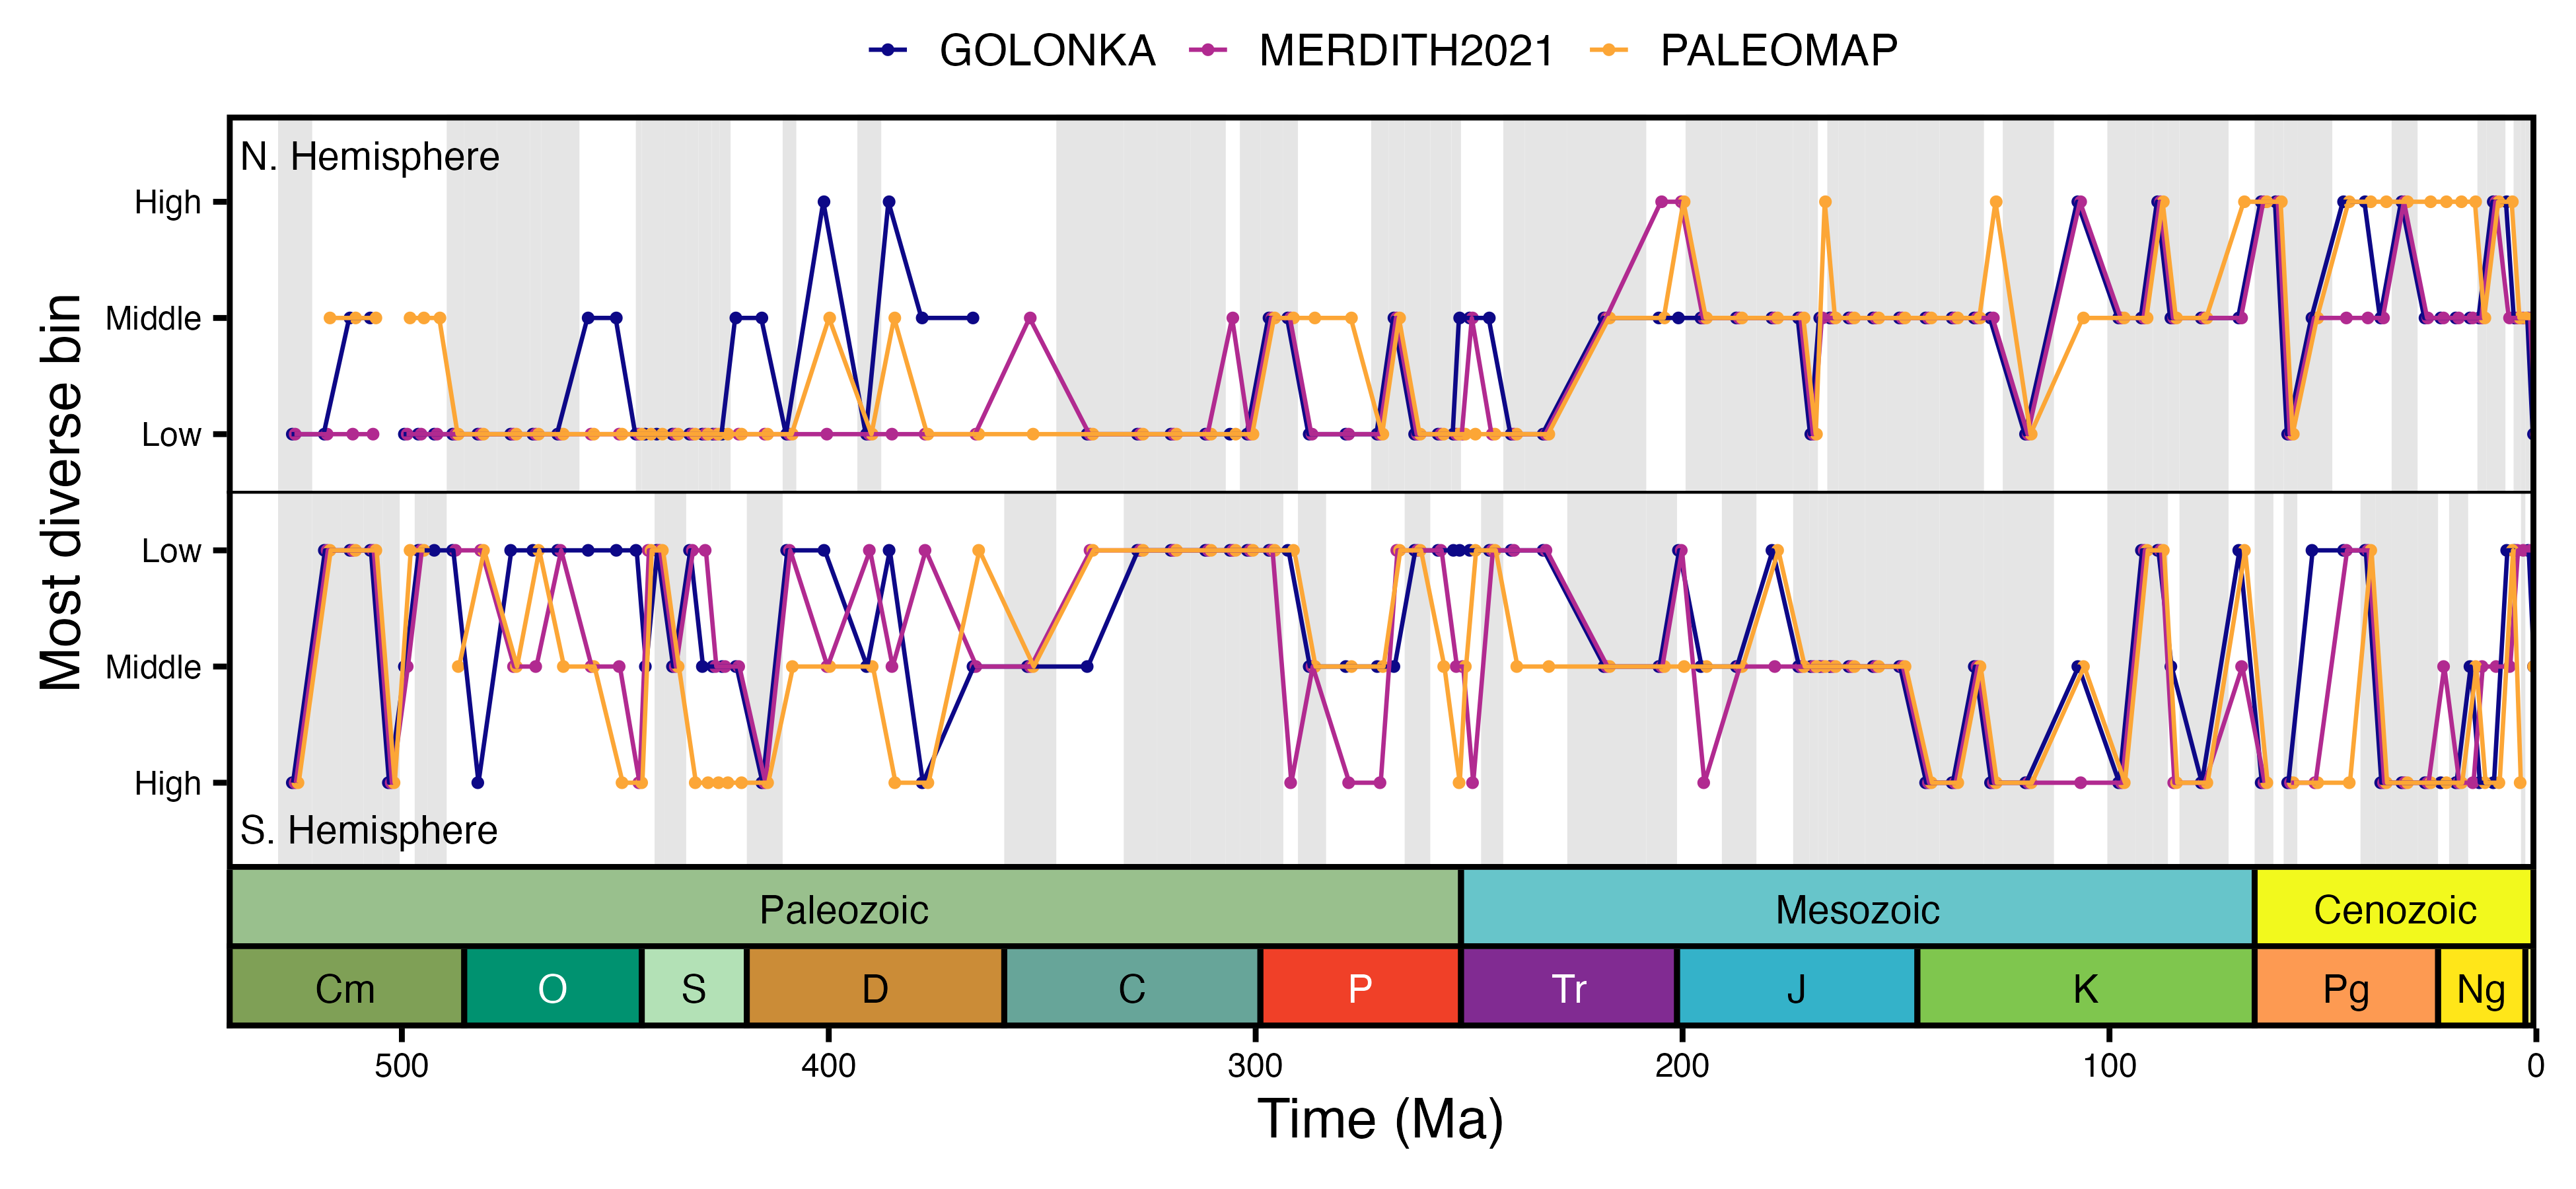 GOLONKA MERDITH2021 PALEOMAP
N. Hemisphere
High
Middle
Low
Most diverse bin
Low
Middle
High
S. Hemisphere
Paleozoic Mesozoic Cenozoic
Cm O S D C P Tr J K Pg Ng
500 400 300 200 100 0
Time (Ma)